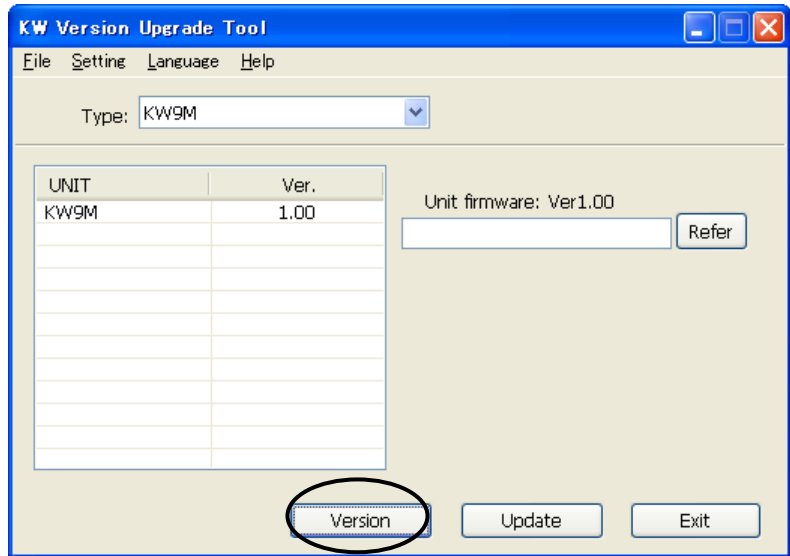 KW Version Upgrade Tool
File Setting Language Help
Type: KW9M
UNIT Ver.
KW9M 1.00
Unit firmware: Ver1.00
Refer
Version Update Exit